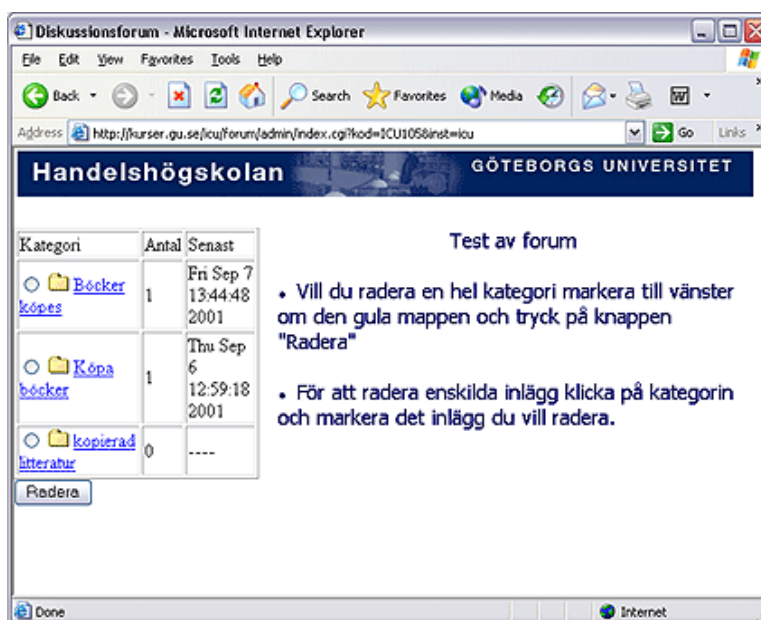 Diskussionsforum - Microsoft Internet Explorer
File Edit View Favorites Tools Help
Back Search Favorites Media
Address http://kurser.gu.se/icu/forum/admin/index.cgi?kod=ICU105&inst=icu Go Links
Handelshögskolan GÖTEBORGS UNIVERSITET
Kategori Antal Senast
Böcker köpes 1 Fri Sep 7 13:44:48 2001
Köpa böcker 1 Thu Sep 6 12:59:18 2001
kopierad litteratur 0 ----
Radera
Test av forum
• Vill du radera en hel kategori markera till vänster
om den gula mappen och tryck på knappen
"Radera"
• För att radera enskilda inlägg klicka på kategorin
och markera det inlägg du vill radera.
Done Internet